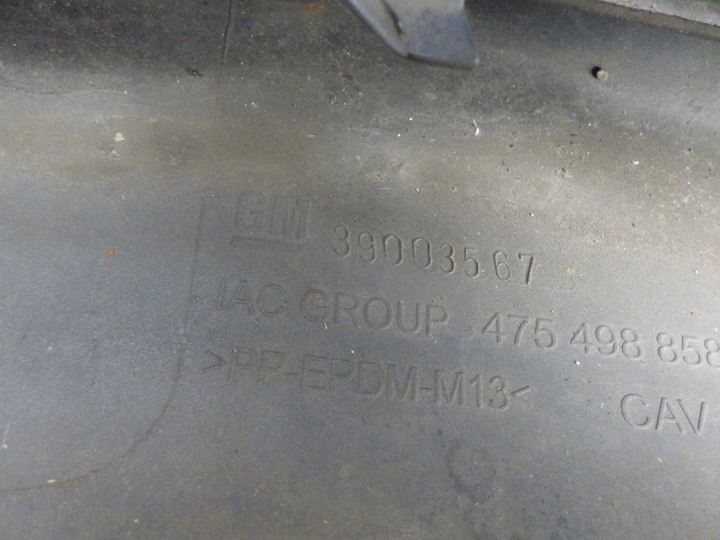 GM 39003567
IAC GROUP 475 498 858
>PP-EPDM-M13< CAV